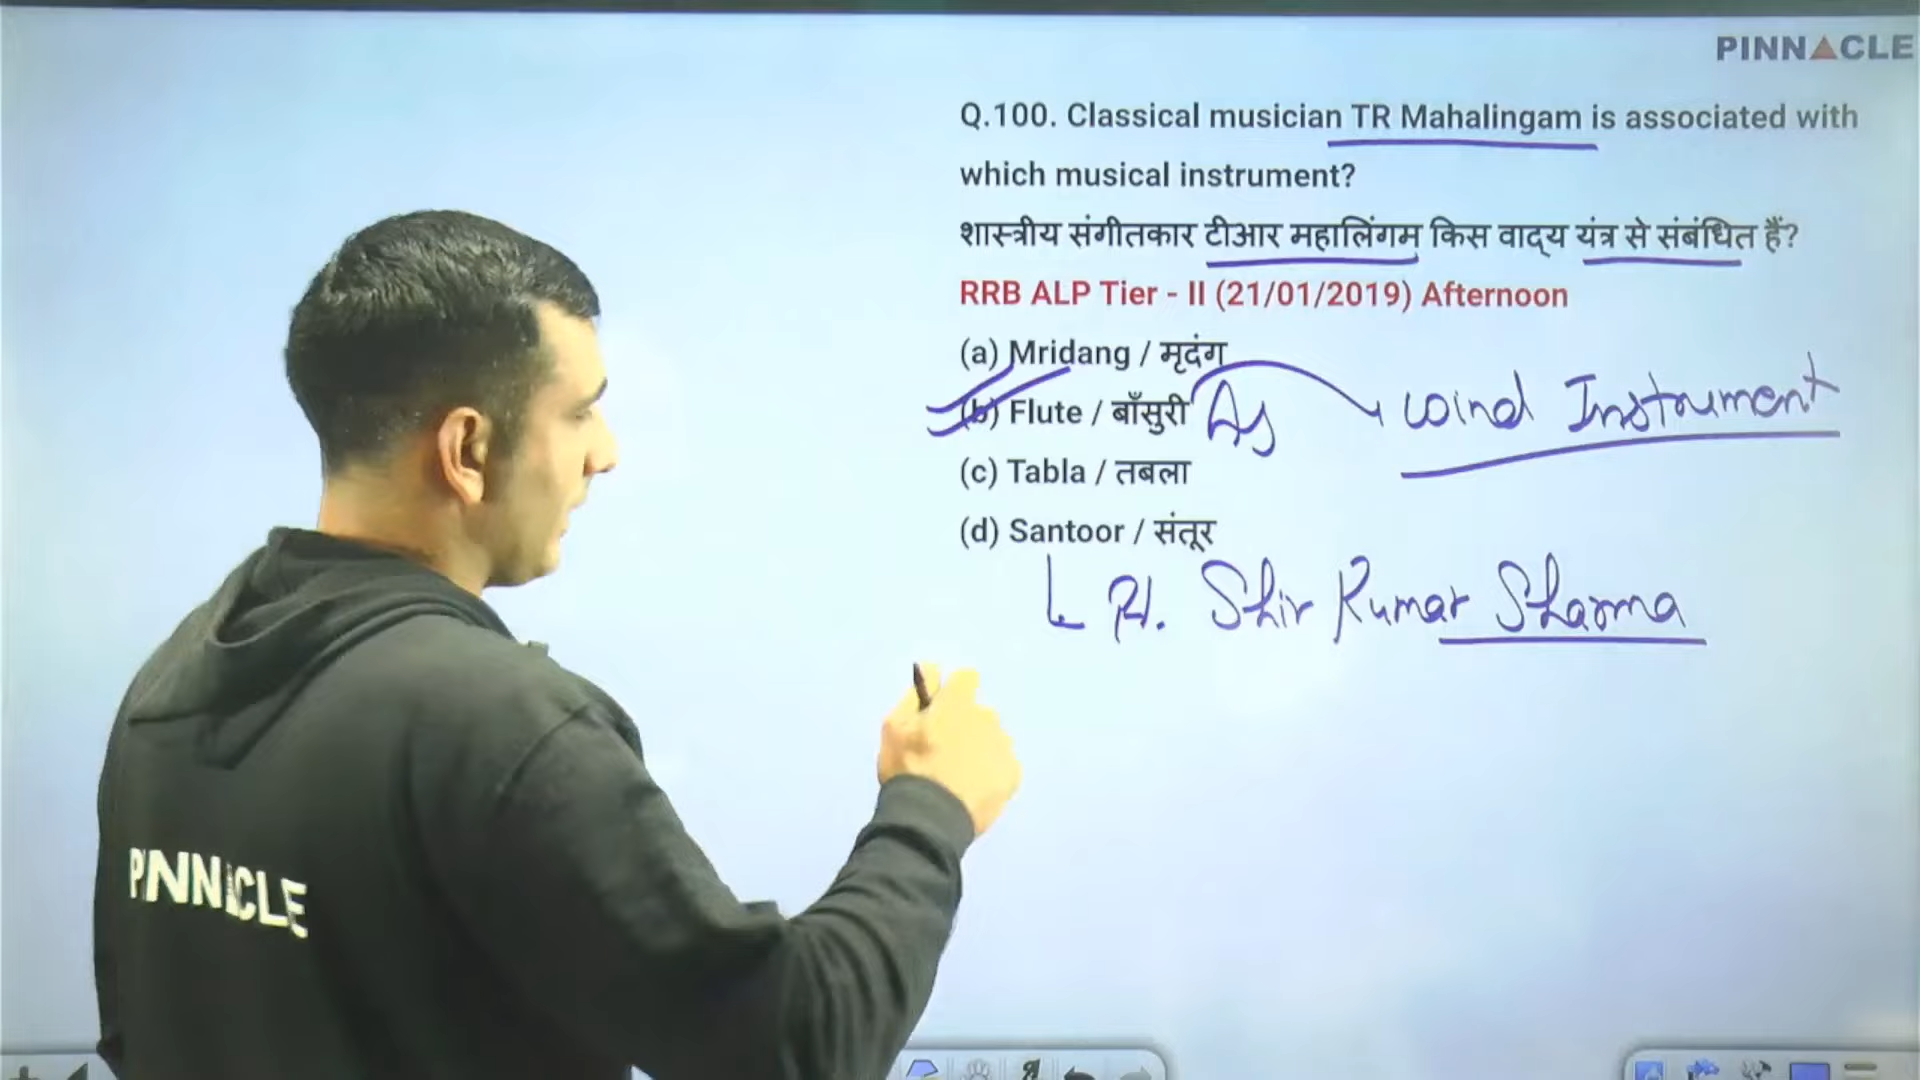 PINNACLE
Q.100. Classical musician TR Mahalingam is associated with
which musical instrument?
शास्त्रीय संगीतकार टीआर महालिंगम किस वाद्य यंत्र से संबंधित हैं?
RRB ALP Tier - II (21/01/2019) Afternoon
(a) Mridang / मृदंग
(b) Flute / बाँसुरी
Wind Instrument
(c) Tabla / तबला
(d) Santoor / संतूर
Pt. Shiv Kumar Sharma
PINNACLE